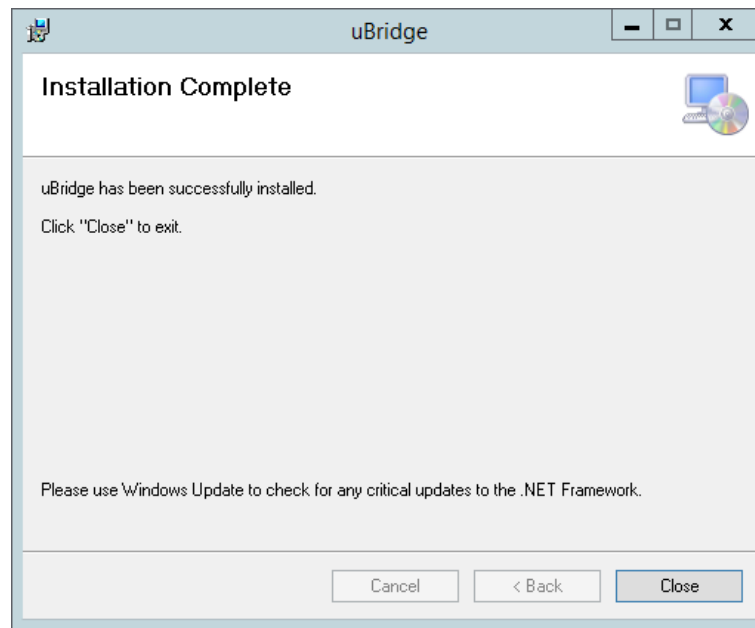 uBridge
Installation Complete
uBridge has been successfully installed.
Click "Close" to exit.
Please use Windows Update to check for any critical updates to the .NET Framework.
Cancel
< Back
Close